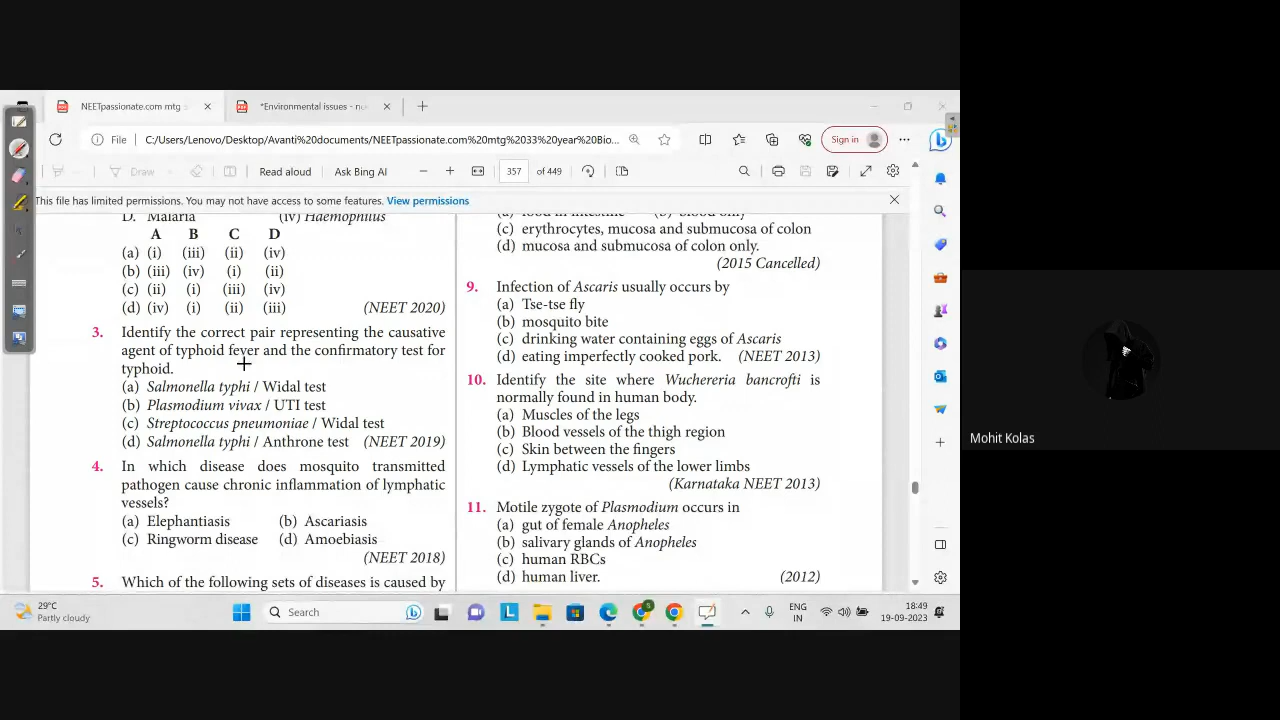 NEETpassionate.com mtg
*Environmental issues - n
File
C:/Users/Lenovo/Desktop/Avanti%20documents/NEETpassionate.com%20mtg%2033%20year%20Bio...
Sign in
Draw
Read aloud
Ask Bing AI
357
of 449
This file has limited permissions. You may not have access to some features. View permissions
D. Malaria (iv) Haemophilus
A B C D
(a) (i) (iii) (ii) (iv)
(b) (iii) (iv) (i) (ii)
(c) (ii) (i) (iii) (iv)
(d) (iv) (i) (ii) (iii) (NEET 2020)
3. Identify the correct pair representing the causative
agent of typhoid fever and the confirmatory test for
typhoid.
(a) Salmonella typhi / Widal test
(b) Plasmodium vivax / UTI test
(c) Streptococcus pneumoniae / Widal test
(d) Salmonella typhi / Anthrone test (NEET 2019)
4. In which disease does mosquito transmitted
pathogen cause chronic inflammation of lymphatic
vessels?
(a) Elephantiasis (b) Ascariasis
(c) Ringworm disease (d) Amoebiasis
(NEET 2018)
5. Which of the following sets of diseases is caused by
(a) food in intestine (b) blood only
(c) erythrocytes, mucosa and submucosa of colon
(d) mucosa and submucosa of colon only.
(2015 Cancelled)
9. Infection of Ascaris usually occurs by
(a) Tse-tse fly
(b) mosquito bite
(c) drinking water containing eggs of Ascaris
(d) eating imperfectly cooked pork. (NEET 2013)
10. Identify the site where Wuchereria bancrofti is
normally found in human body.
(a) Muscles of the legs
(b) Blood vessels of the thigh region
(c) Skin between the fingers
(d) Lymphatic vessels of the lower limbs
(Karnataka NEET 2013)
11. Motile zygote of Plasmodium occurs in
(a) gut of female Anopheles
(b) salivary glands of Anopheles
(c) human RBCs
(d) human liver. (2012)
Mohit Kolas
29°C
Partly cloudy
Search
ENG
IN
18:49
19-09-2023